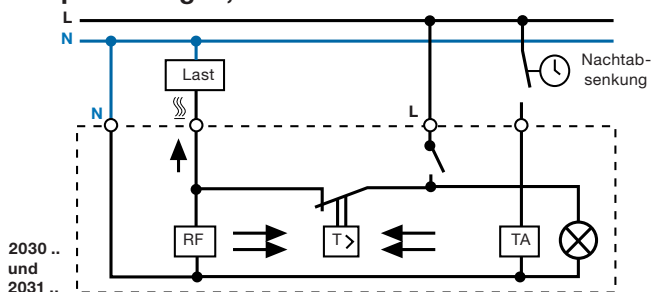 L
N
Last
Nachtab-
senkung
N
L
RF
T >
TA
2030 ..
und
2031 ..